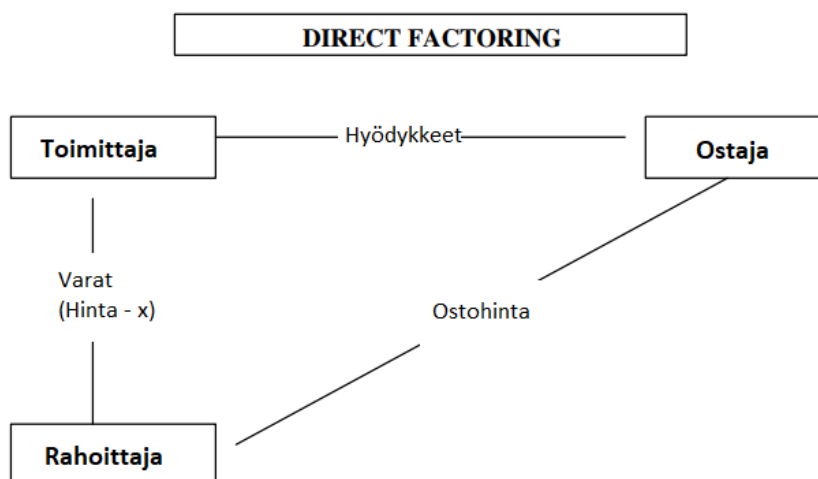 DIRECT FACTORING
Toimittaja
Hyödykkeet
Ostaja
Varat
(Hinta - x)
Ostohinta
Rahoittaja